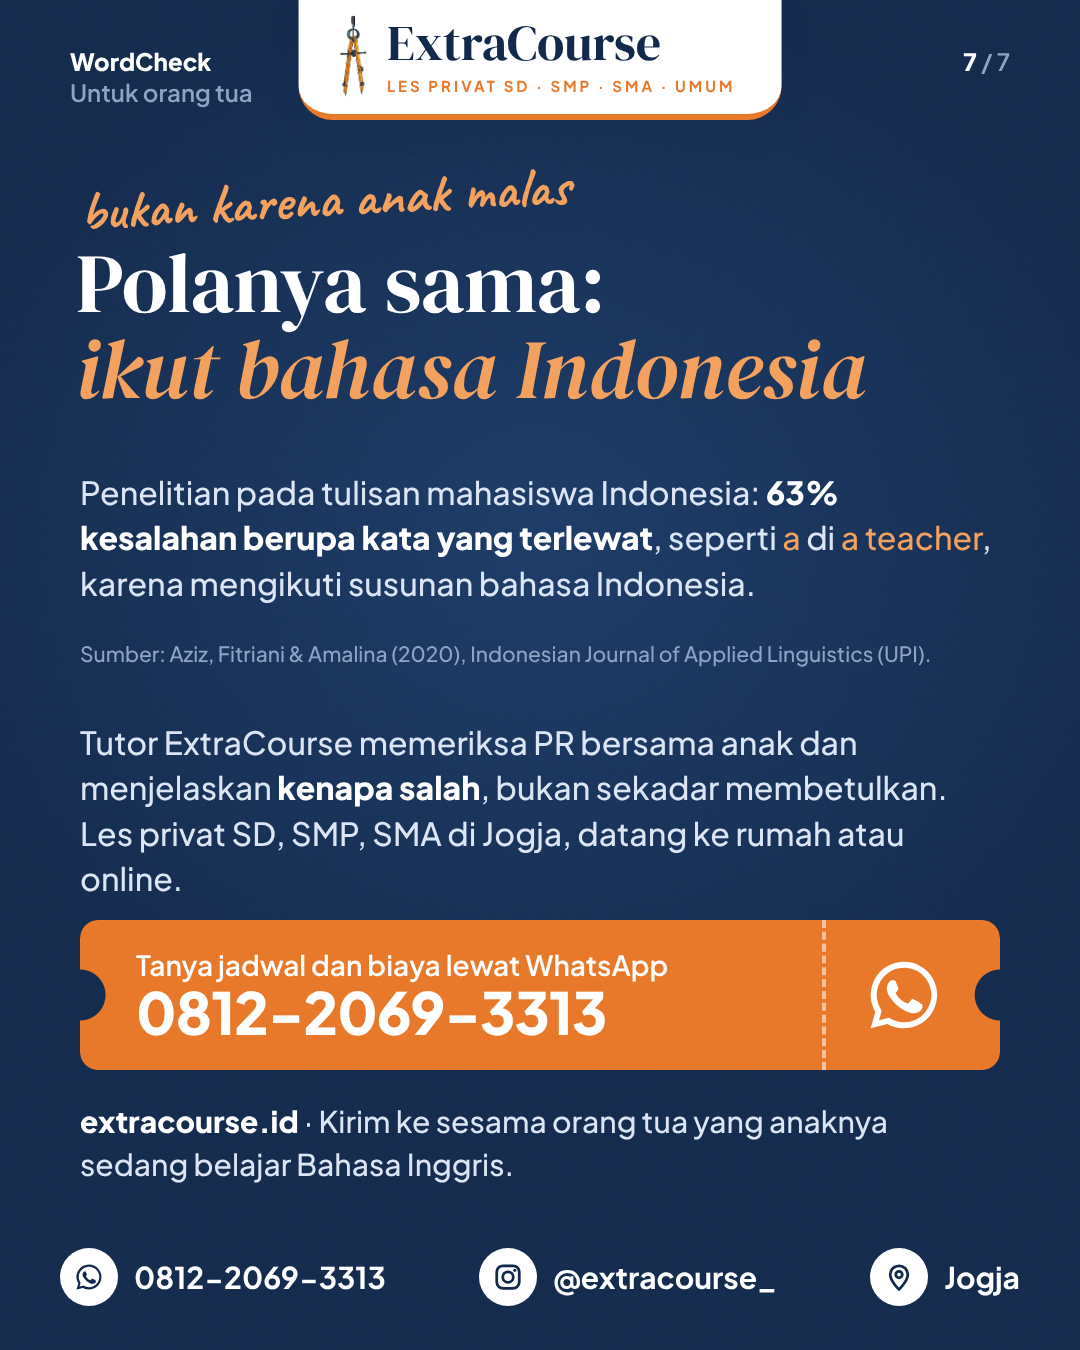 WordCheck
Untuk orang tua
ExtraCourse
LES PRIVAT SD · SMP · SMA · UMUM
7 / 7
bukan karena anak malas
Polanya sama:
ikut bahasa Indonesia
Penelitian pada tulisan mahasiswa Indonesia: 63%
kesalahan berupa kata yang terlewat, seperti a di a teacher,
karena mengikuti susunan bahasa Indonesia.
Sumber: Aziz, Fitriani & Amalina (2020), Indonesian Journal of Applied Linguistics (UPI).
Tutor ExtraCourse memeriksa PR bersama anak dan
menjelaskan kenapa salah, bukan sekadar membetulkan.
Les privat SD, SMP, SMA di Jogja, datang ke rumah atau
online.
Tanya jadwal dan biaya lewat WhatsApp
0812-2069-3313
extracourse.id · Kirim ke sesama orang tua yang anaknya
sedang belajar Bahasa Inggris.
0812-2069-3313
@extracourse_
Jogja